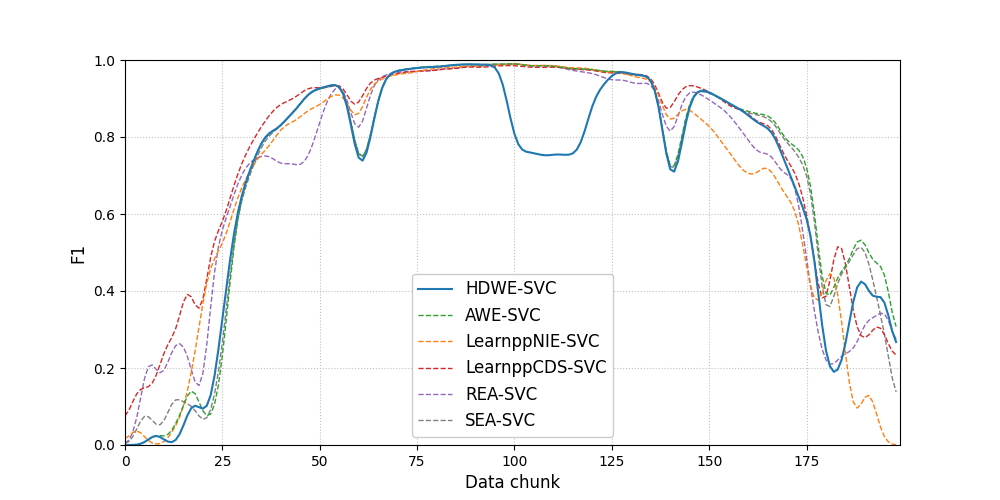 1.0
0.8
0.6
0.4
0.2
0.0
F1
HDWE-SVC
AWE-SVC
LearnppNIE-SVC
LearnppCDS-SVC
REA-SVC
SEA-SVC
0 25 50 75 100 125 150 175
Data chunk